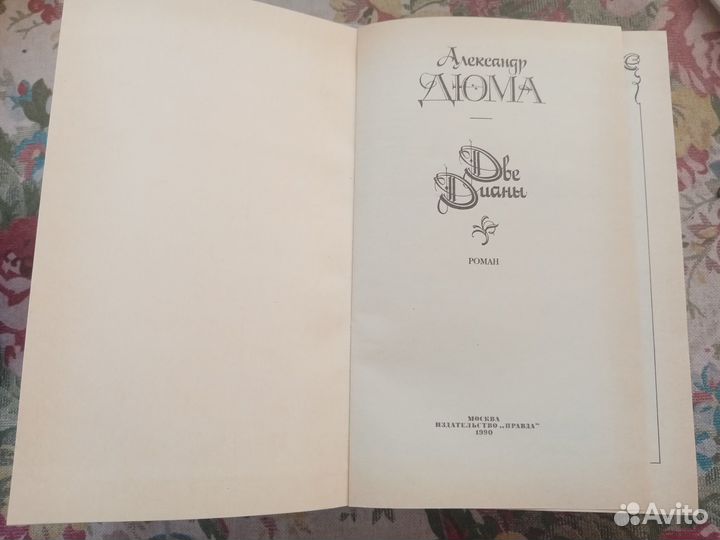 Александр
ДЮМА
Две
Дианы
РОМАН
МОСКВА
ИЗДАТЕЛЬСТВО „ПРАВДА"
1990
Avito